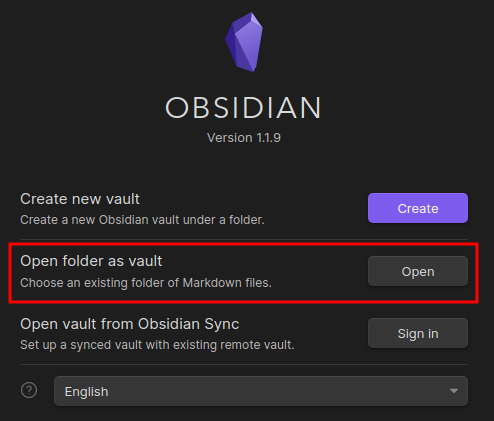 OBSIDIAN
Version 1.1.9
Create new vault
Create a new Obsidian vault under a folder.
Create
Open folder as vault
Choose an existing folder of Markdown files.
Open
Open vault from Obsidian Sync
Set up a synced vault with existing remote vault.
Sign in
?
English